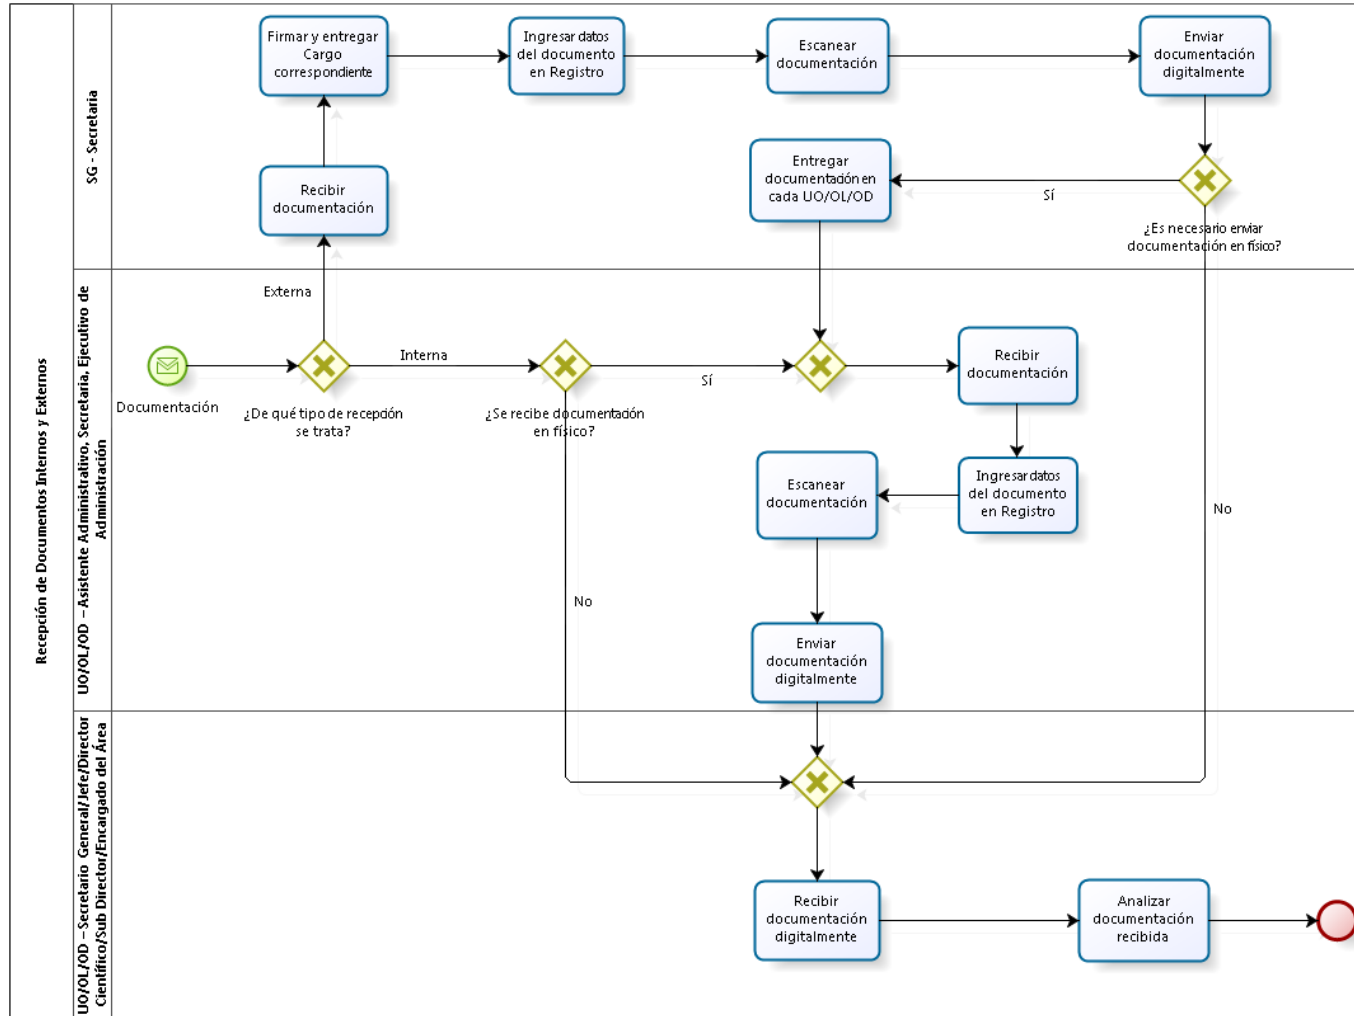 Recepción de Documentos Internos y Externos
SG - Secretaria
Firmar y entregar
Cargo
correspondiente
Ingresar datos
del documento
en Registro
Escanear
documentación
Enviar
documentación
digitalmente
Recibir
documentación
Entregar
documentación en
cada UO/OL/OD
Sí
¿Es necesario enviar
documentación en físico?
UO/OL/OD – Asistente Administrativo, Secretaria, Ejecutivo de
Administración
Externa
Documentación
¿De qué tipo de recepción
se trata?
Interna
¿Se recibe documentación
en físico?
Sí
Recibir
documentación
Ingresar datos
del documento
en Registro
Escanear
documentación
No
No
Enviar
documentación
digitalmente
UO/OL/OD – Secretario General/Jefe/Director
Científico/Sub Director/Encargado del Área
Recibir
documentación
digitalmente
Analizar
documentación
recibida